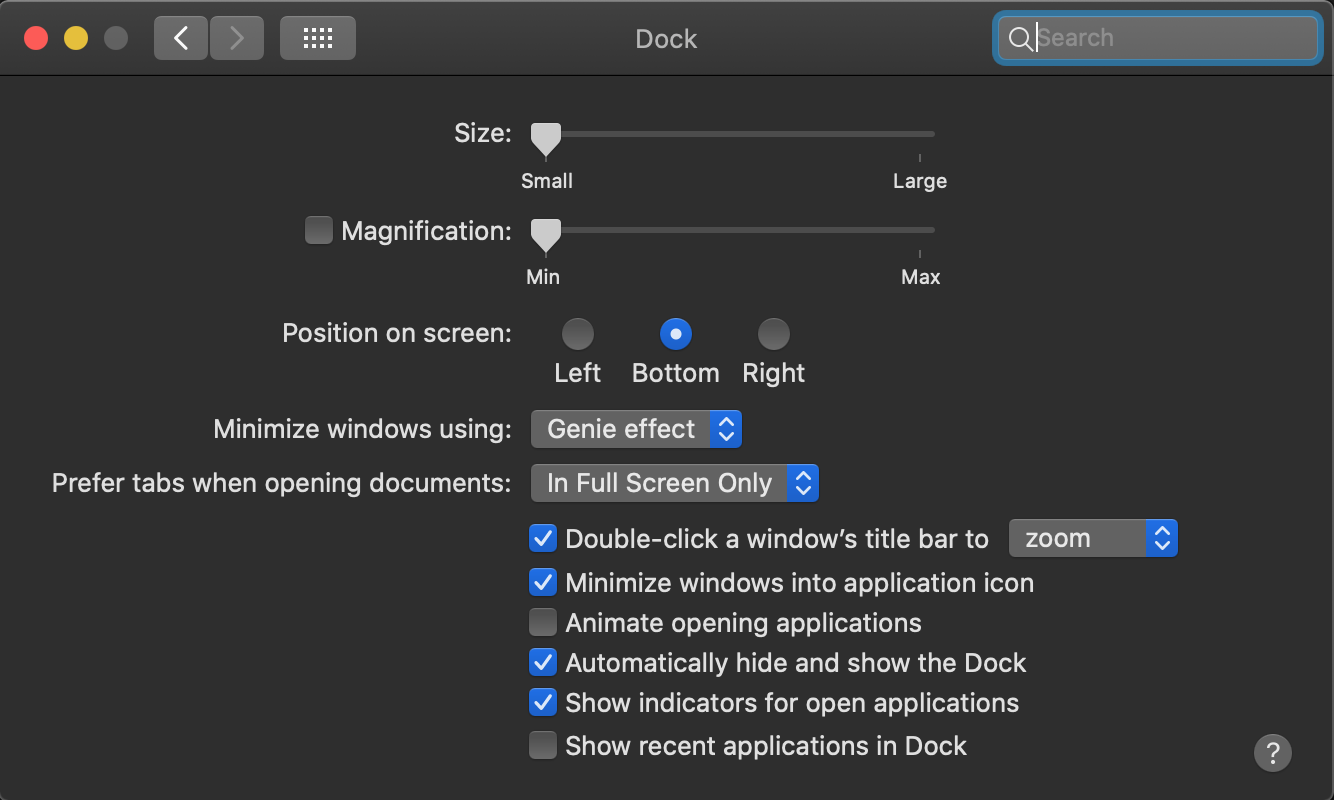 Dock
Search
Size:
Small Large
Magnification:
Min Max
Position on screen:
Left Bottom Right
Minimize windows using: Genie effect
Prefer tabs when opening documents: In Full Screen Only
Double-click a window’s title bar to zoom
Minimize windows into application icon
Animate opening applications
Automatically hide and show the Dock
Show indicators for open applications
Show recent applications in Dock
?